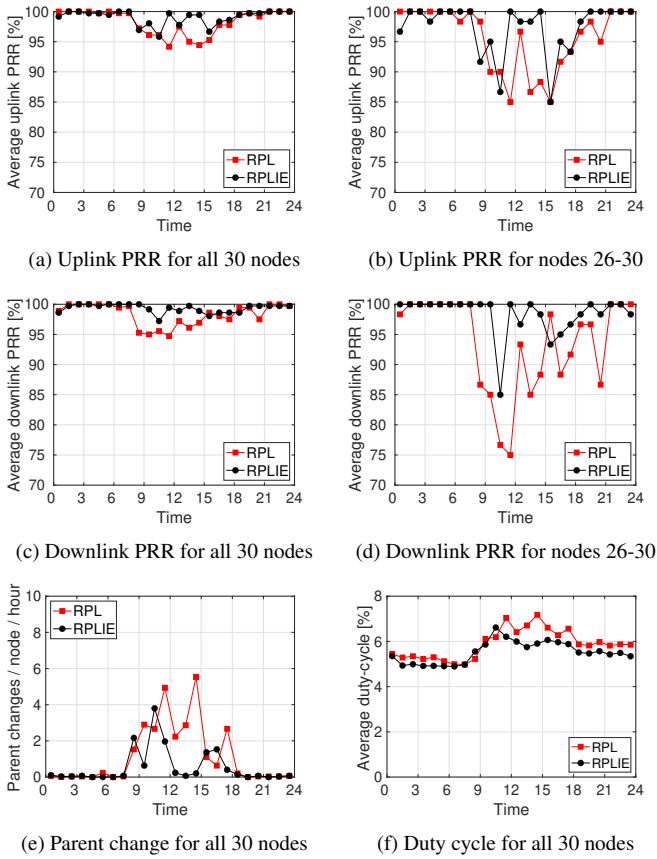 100
95
90
85
80
75
70
Average uplink PRR [%]
RPL
RPLIE
0 3 6 9 12 15 18 21 24
Time
(a) Uplink PRR for all 30 nodes
100
95
90
85
80
75
70
Average uplink PRR [%]
RPL
RPLIE
0 3 6 9 12 15 18 21 24
Time
(b) Uplink PRR for nodes 26-30
100
95
90
85
80
75
70
Average downlink PRR [%]
RPL
RPLIE
0 3 6 9 12 15 18 21 24
Time
(c) Downlink PRR for all 30 nodes
100
95
90
85
80
75
70
Average downlink PRR [%]
RPL
RPLIE
0 3 6 9 12 15 18 21 24
Time
(d) Downlink PRR for nodes 26-30
10
8
6
4
2
0
Parent changes / node / hour
RPL
RPLIE
0 3 6 9 12 15 18 21 24
Time
(e) Parent change for all 30 nodes
8
6
4
2
0
Average duty-cycle [%]
RPL
RPLIE
0 3 6 9 12 15 18 21 24
Time
(f) Duty cycle for all 30 nodes